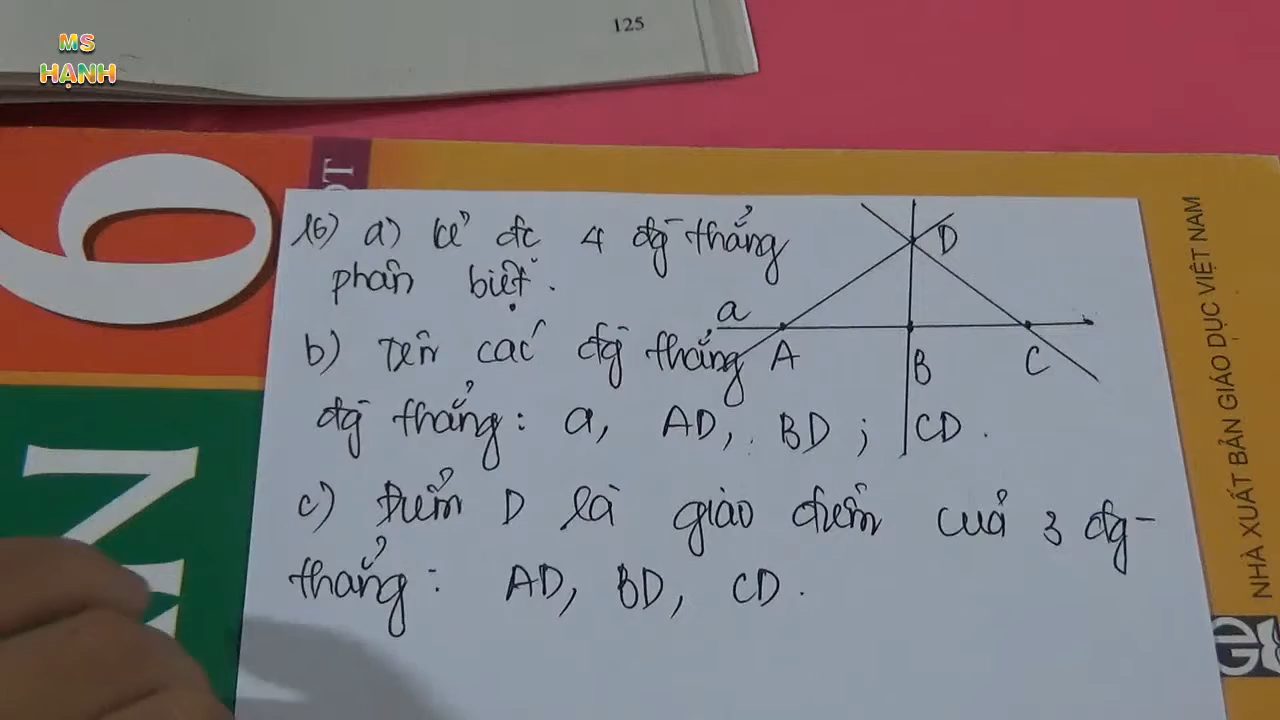 125
MS
HẠNH
6
16) a) kẻ đc 4 đg thẳng
phân biệt.
D
a
A
B
C
b) Tên các đg thẳng
đg thẳng: a, AD, BD; CD.
c) Điểm D là giao điểm của 3 đg
thẳng: AD, BD, CD.
NHÀ XUẤT BẢN GIÁO DỤC VIỆT NAM